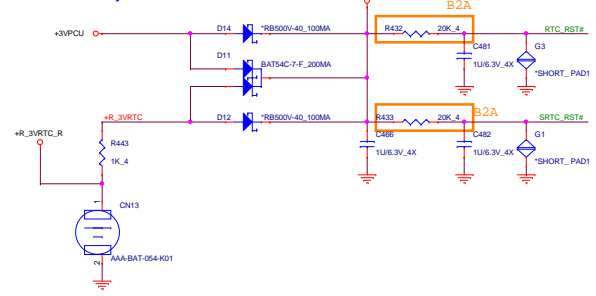 B2A
D14
*RB500V-40_100MA
R432
20K_4
RTC_RST#
+3VPCU
D11
C481
G3
BAT54C-7-F_200MA
1U/6.3V_4X
*SHORT_PAD1
+R_3VRTC
D12
*RB500V-40_100MA
R433
20K_4
B2A
SRTC_RST#
+R_3VRTC_R
C466
C482
G1
R443
1U/6.3V_4X
1U/6.3V_4X
*SHORT_PAD1
1K_4
1
CN13
2
AAA-BAT-054-K01